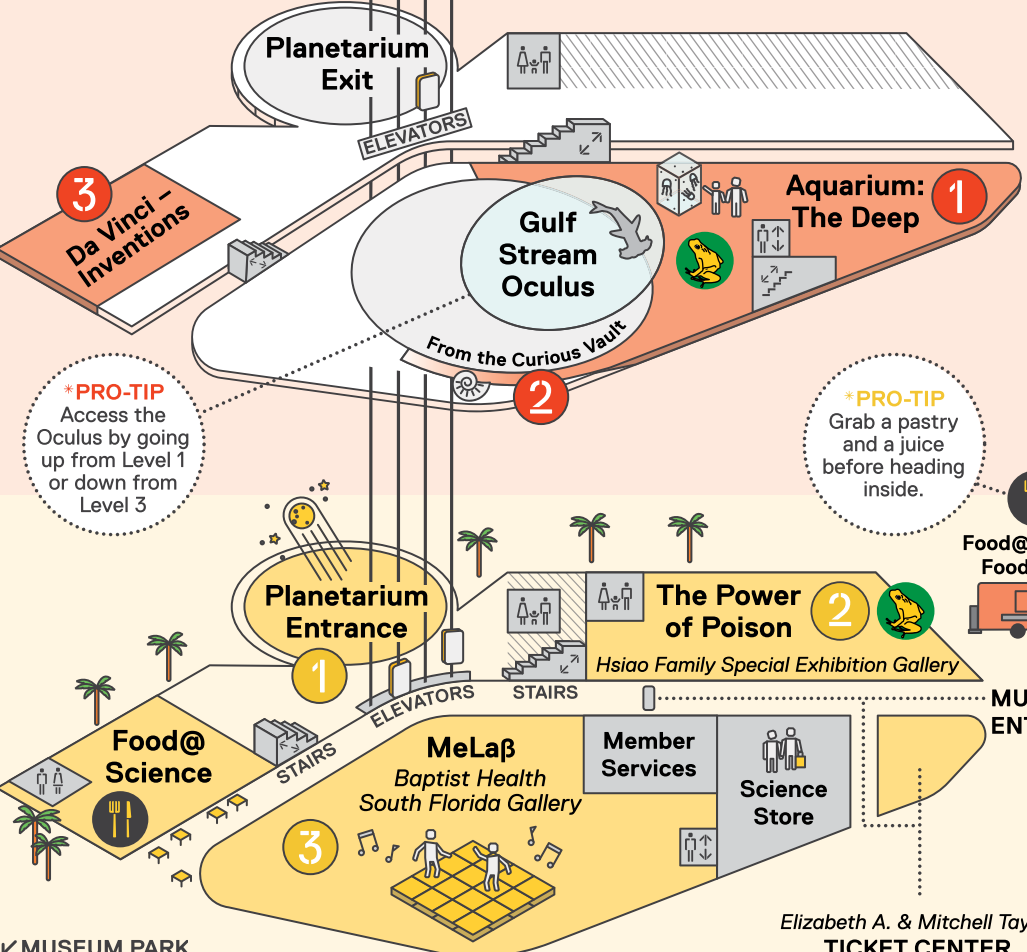 Planetarium
Exit
ELEVATORS
3
Da Vinci –
Inventions
Aquarium:
The Deep
1
Gulf
Stream
Oculus
From the Curious Vault
2
*PRO-TIP
Access the
Oculus by going
up from Level 1
or down from
Level 3
*PRO-TIP
Grab a pastry
and a juice
before heading
inside.
Food@
Food
Planetarium
Entrance
1
The Power
of Poison
2
Hsiao Family Special Exhibition Gallery
ELEVATORS
STAIRS
MU
ENT
Food@
Science
STAIRS
MeLaβ
Baptist Health
South Florida Gallery
3
Member
Services
Science
Store
Elizabeth A. & Mitchell Tay
TICKET CENTER
↙MUSEUM PARK